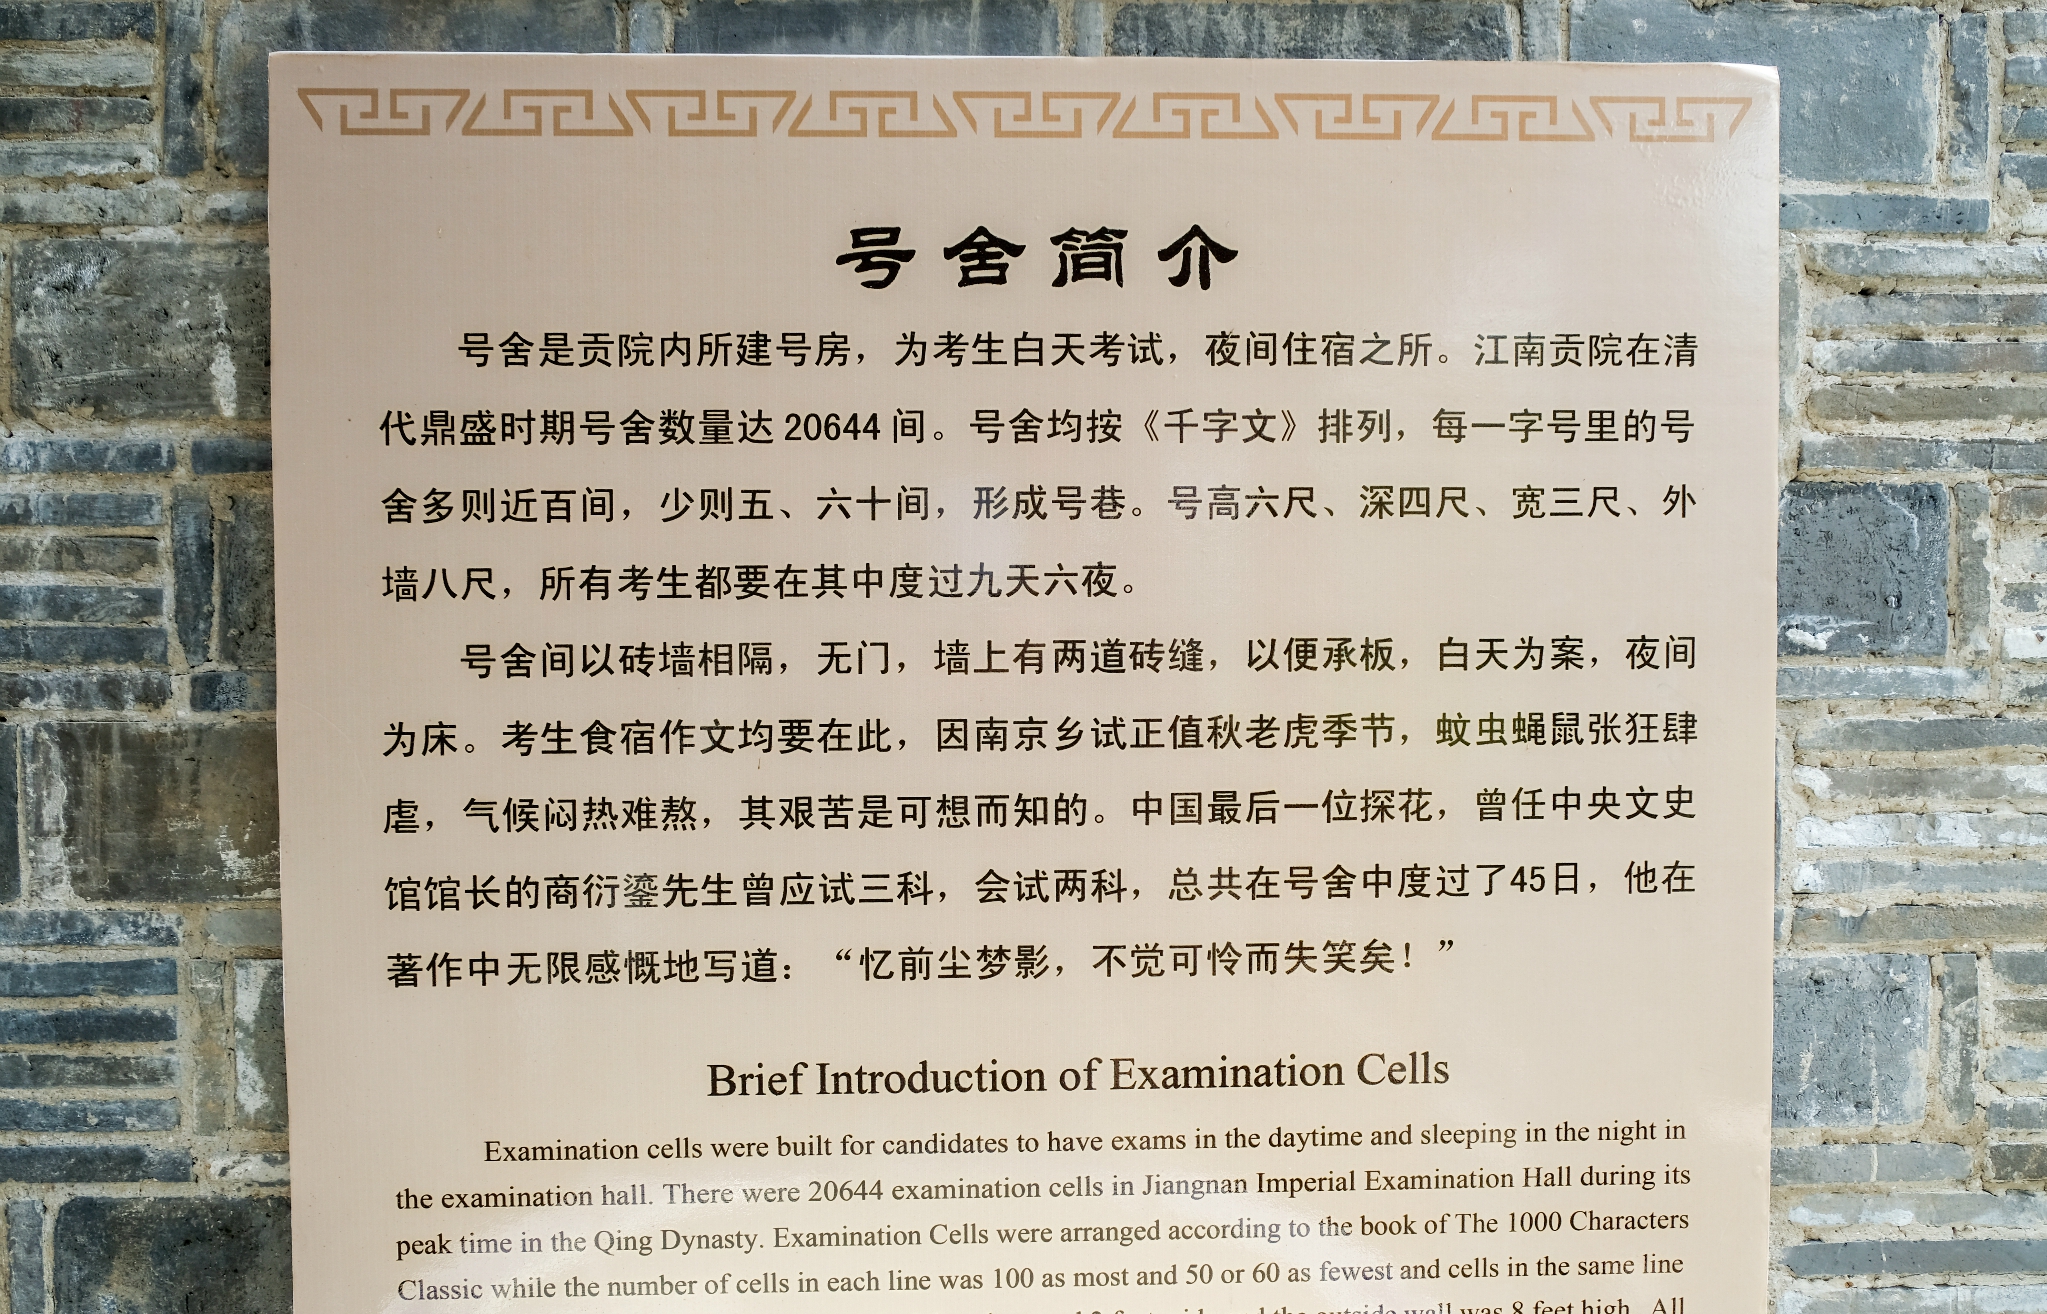 号舍简介
号舍是贡院内所建号房，为考生白天考试，夜间住宿之所。江南贡院在清
代鼎盛时期号舍数量达20644间。号舍均按《千字文》排列，每一字号里的号
舍多则近百间，少则五、六十间，形成号巷。号高六尺、深四尺、宽三尺、外
墙八尺，所有考生都要在其中度过九天六夜。
号舍间以砖墙相隔，无门，墙上有两道砖缝，以便承板，白天为案，夜间
为床。考生食宿作文均要在此，因南京乡试正值秋老虎季节，蚊虫蝇鼠张狂肆
虐，气候闷热难熬，其艰苦是可想而知的。中国最后一位探花，曾任中央文史
馆馆长的商衍鎏先生曾应试三科，会试两科，总共在号舍中度过了45日，他在
著作中无限感慨地写道：“忆前尘梦影，不觉可怜而失笑矣！”
Brief Introduction of Examination Cells
Examination cells were built for candidates to have exams in the daytime and sleeping in the night in
the examination hall. There were 20644 examination cells in Jiangnan Imperial Examination Hall during its
peak time in the Qing Dynasty. Examination Cells were arranged according to the book of The 1000 Characters
Classic while the number of cells in each line was 100 as most and 50 or 60 as fewest and cells in the same line
the outside wall was 8 feet high. All